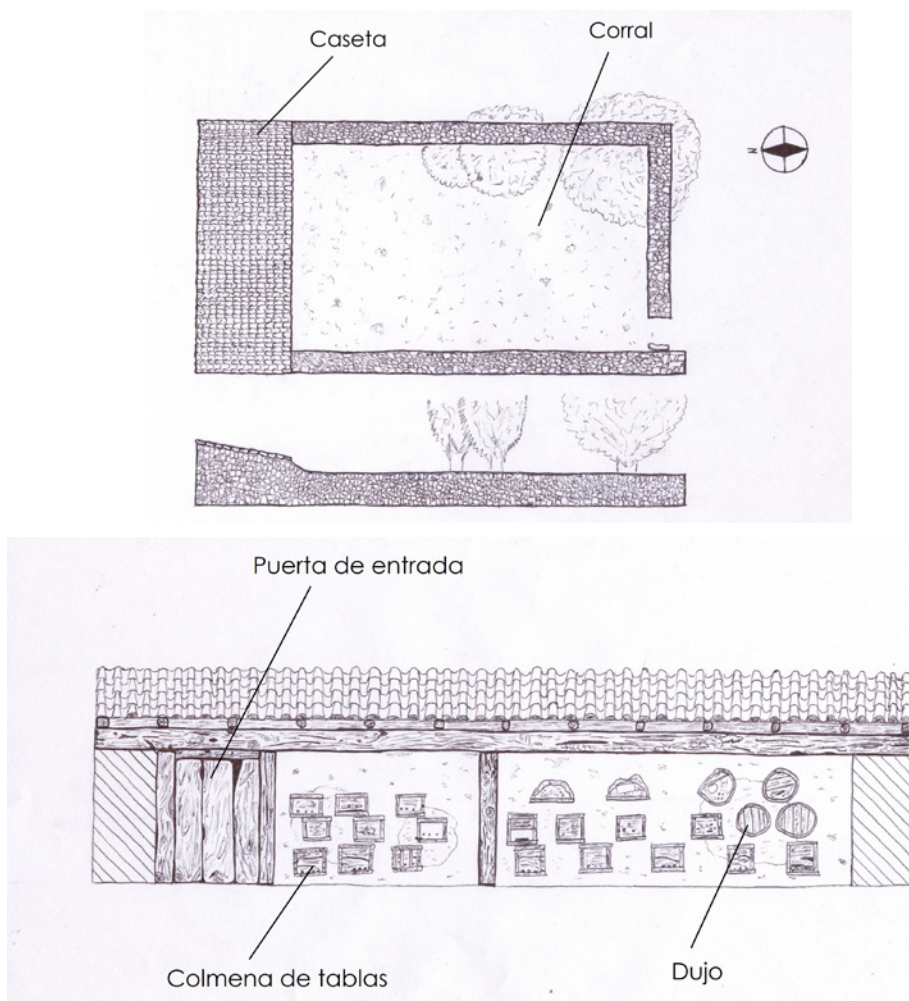 Caseta
Corral
N
Puerta de entrada
Colmena de tablas
Dujo